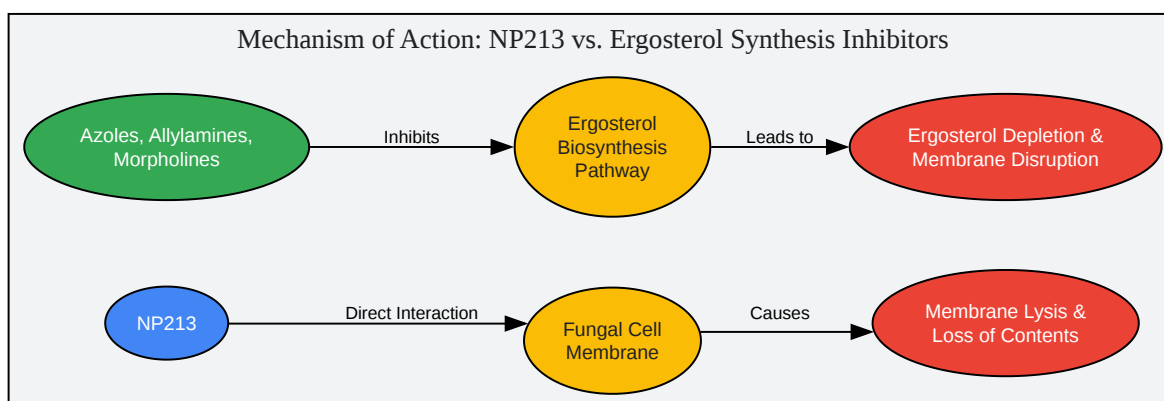 Mechanism of Action: NP213 vs. Ergosterol Synthesis Inhibitors
Azoles, Allylamines,
Morpholines
Inhibits
Ergosterol
Biosynthesis
Pathway
Leads to
Ergosterol Depletion &
Membrane Disruption
NP213
Direct Interaction
Fungal Cell
Membrane
Causes
Membrane Lysis &
Loss of Contents